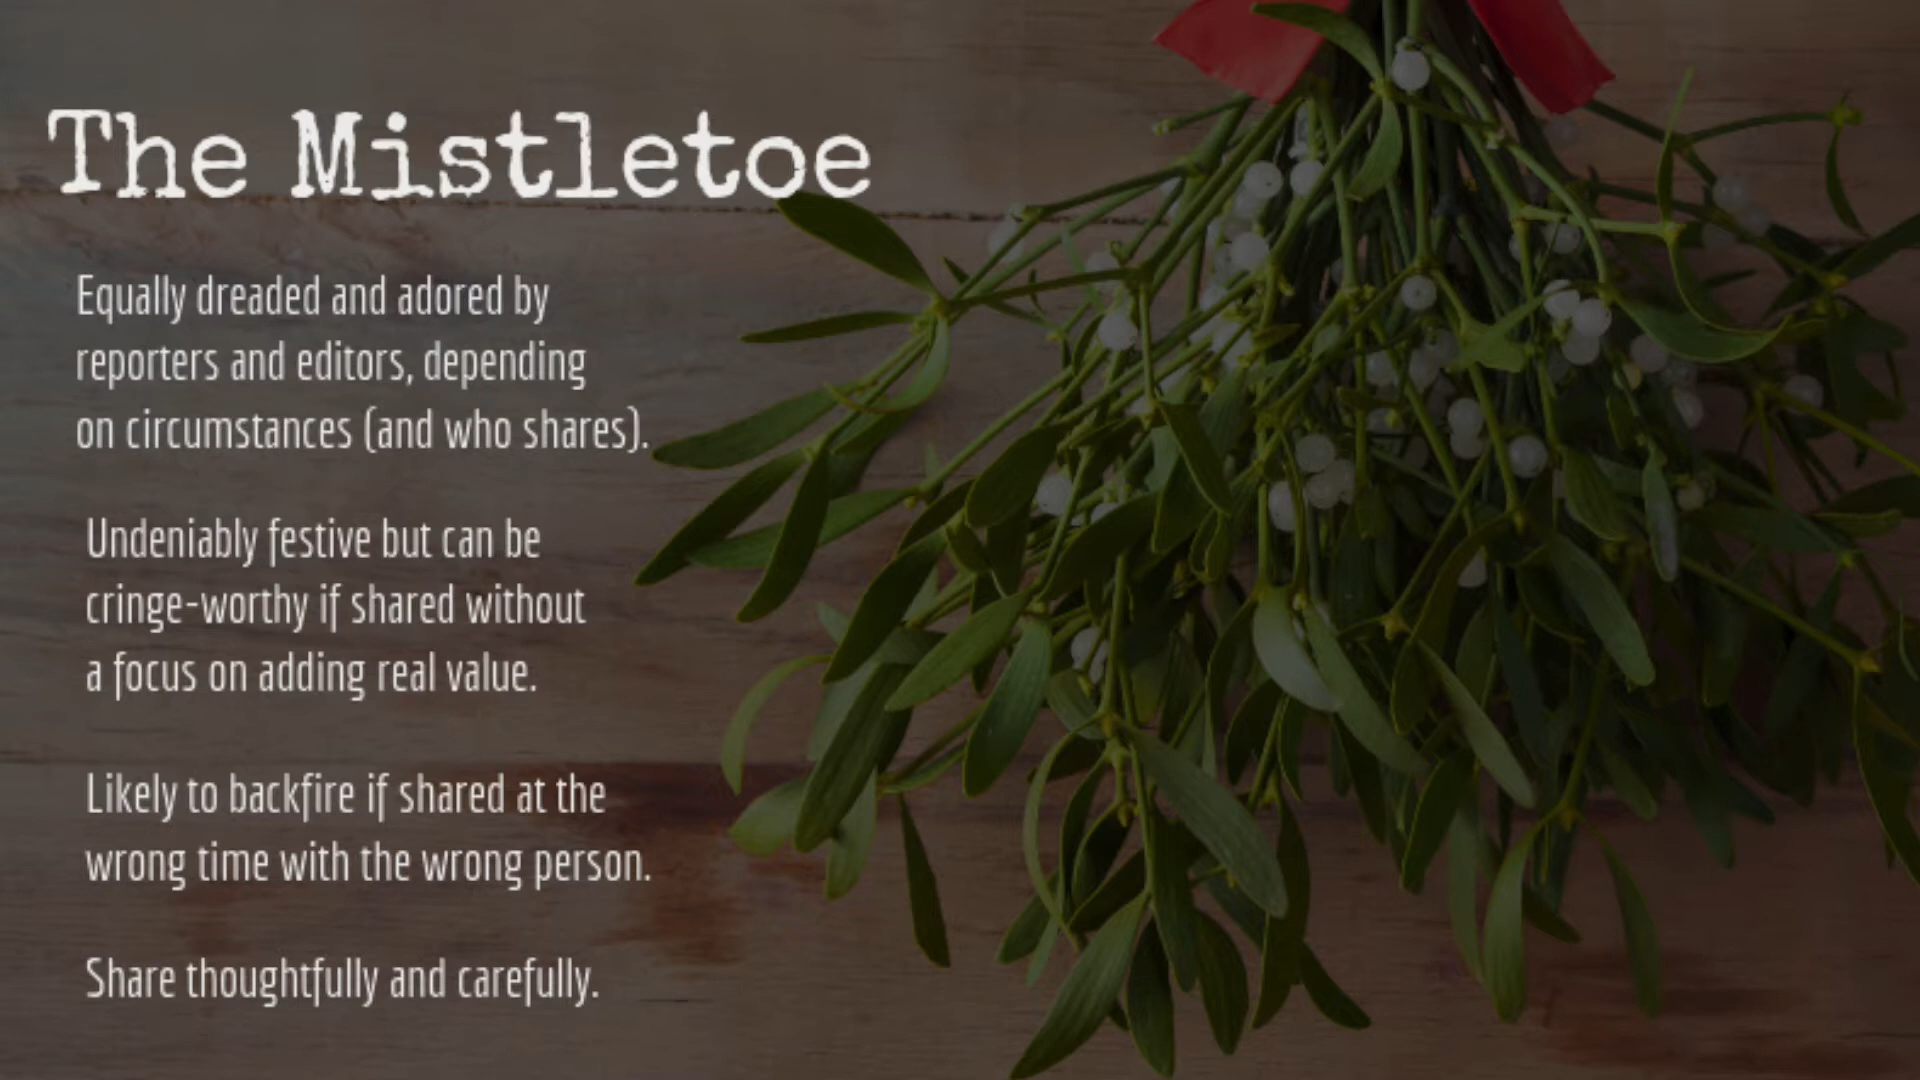 The Mistletoe
Equally dreaded and adored by
reporters and editors, depending
on circumstances (and who shares).
Undeniably festive but can be
cringe-worthy if shared without
a focus on adding real value.
Likely to backfire if shared at the
wrong time with the wrong person.
Share thoughtfully and carefully.